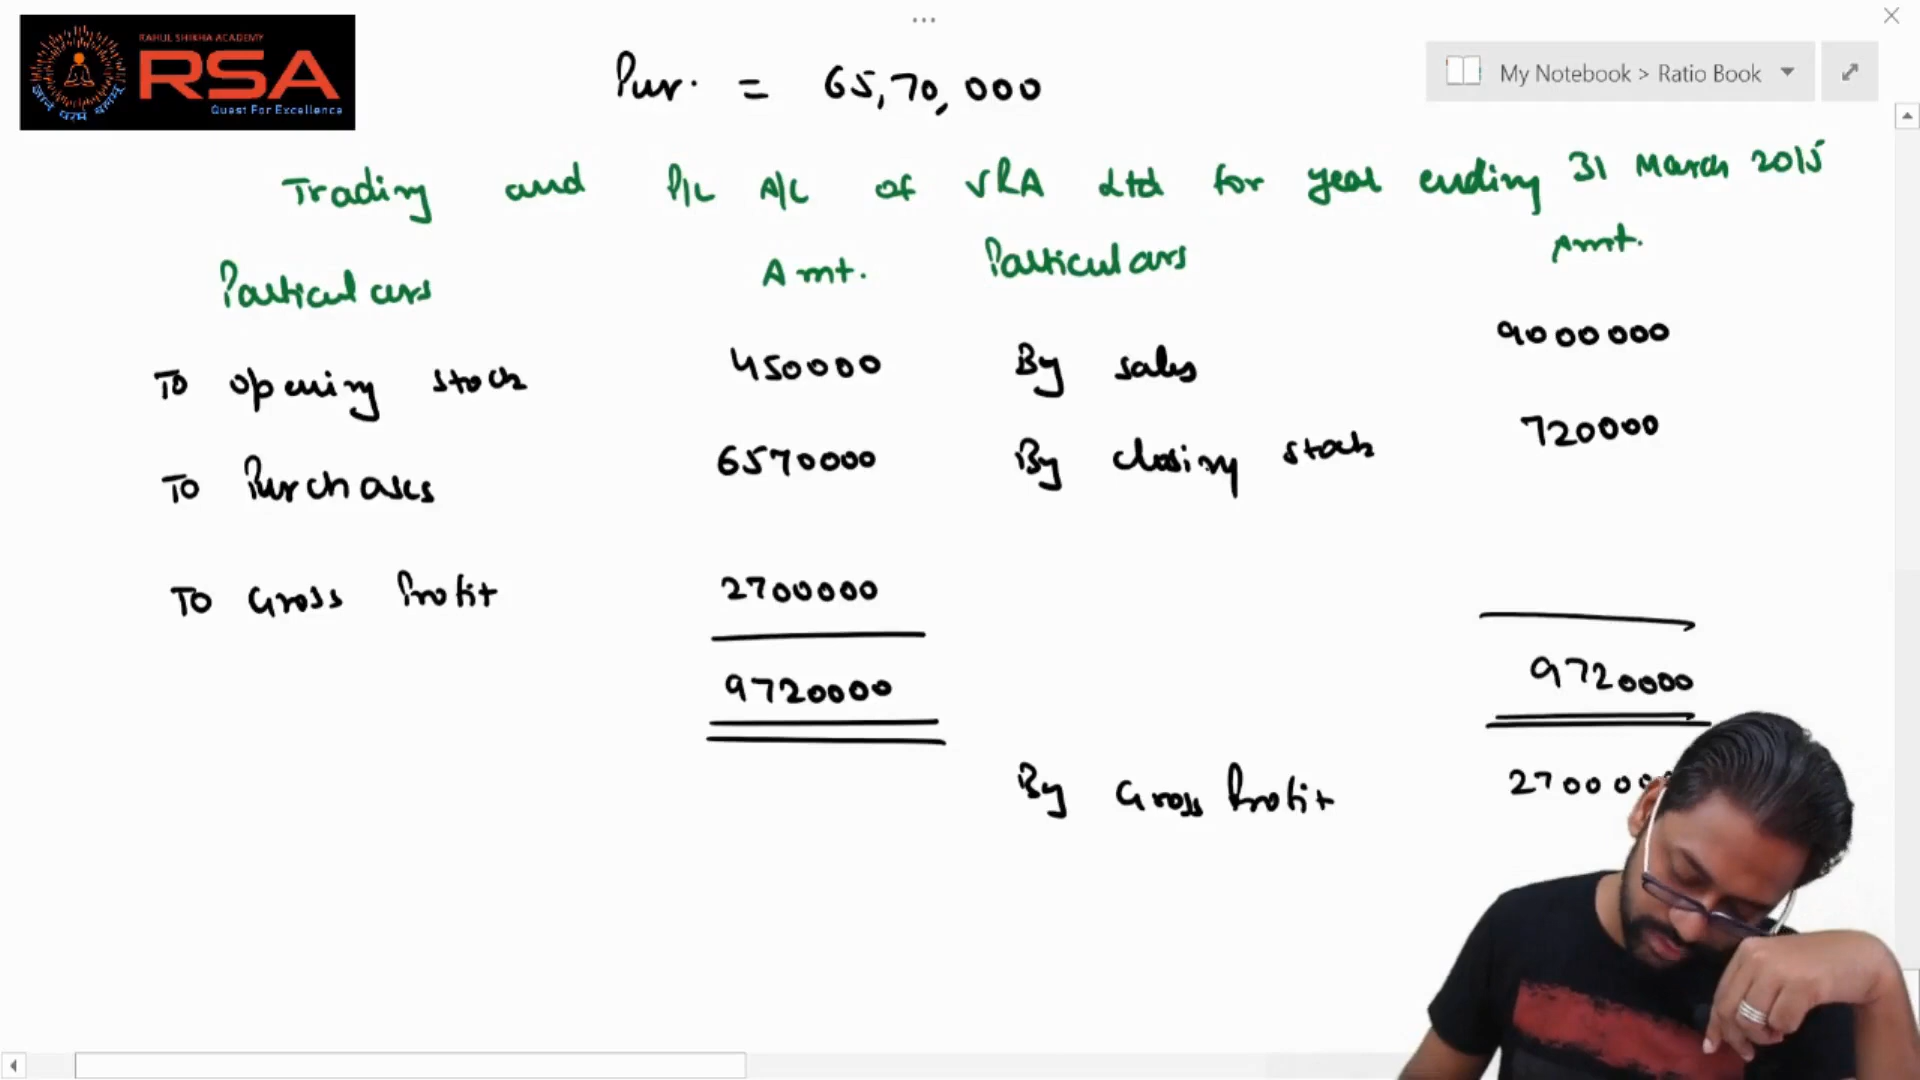 ...
RAHUL SHIKHA ACADEMY
RSA
Quest For Excellence
My Notebook > Ratio Book
Pur. = 65,70,000
Trading and P/L A/C of VRA Ltd for year ending 31 March 2015
Particulars Amt. Particulars Amt.
To opening stock 450000 By sales 9000000
To Purchases 6570000 By closing stock 720000
To Gross Profit 2700000
9720000 9720000
By Gross Profit 27000